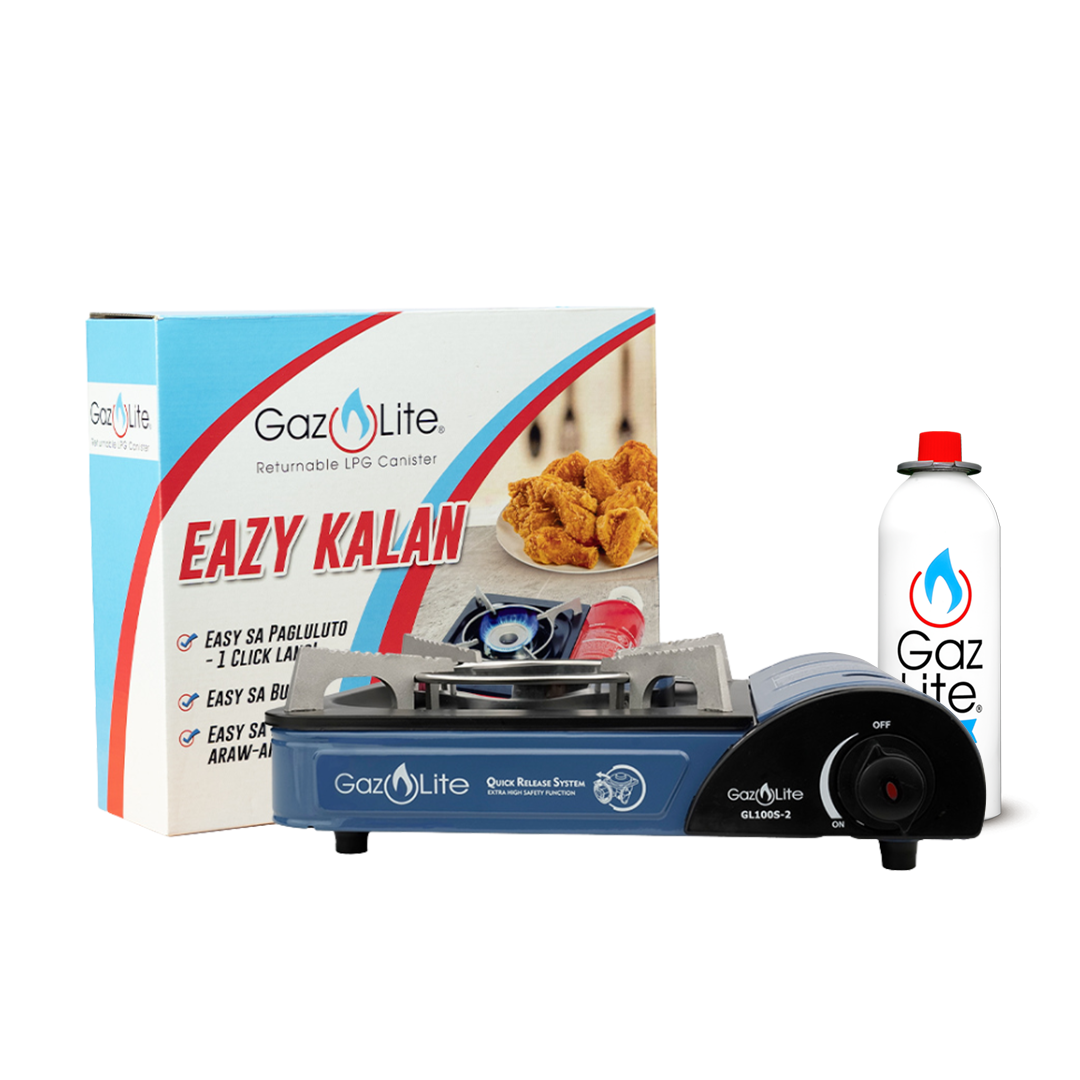 Gaz Lite
Returnable LPG Canister
Gaz Lite®
Returnable LPG Canister
EAZY KALAN
EASY SA PAGLULUTO
- 1 CLICK LANG!
EASY SA BU
EASY SA
ARAW-A
Gaz Lite
QUICK RELEASE SYSTEM
EXTRA HIGH SAFETY FUNCTION
Gaz Lite
GL100S-2
OFF
ON
Gaz
Lite®